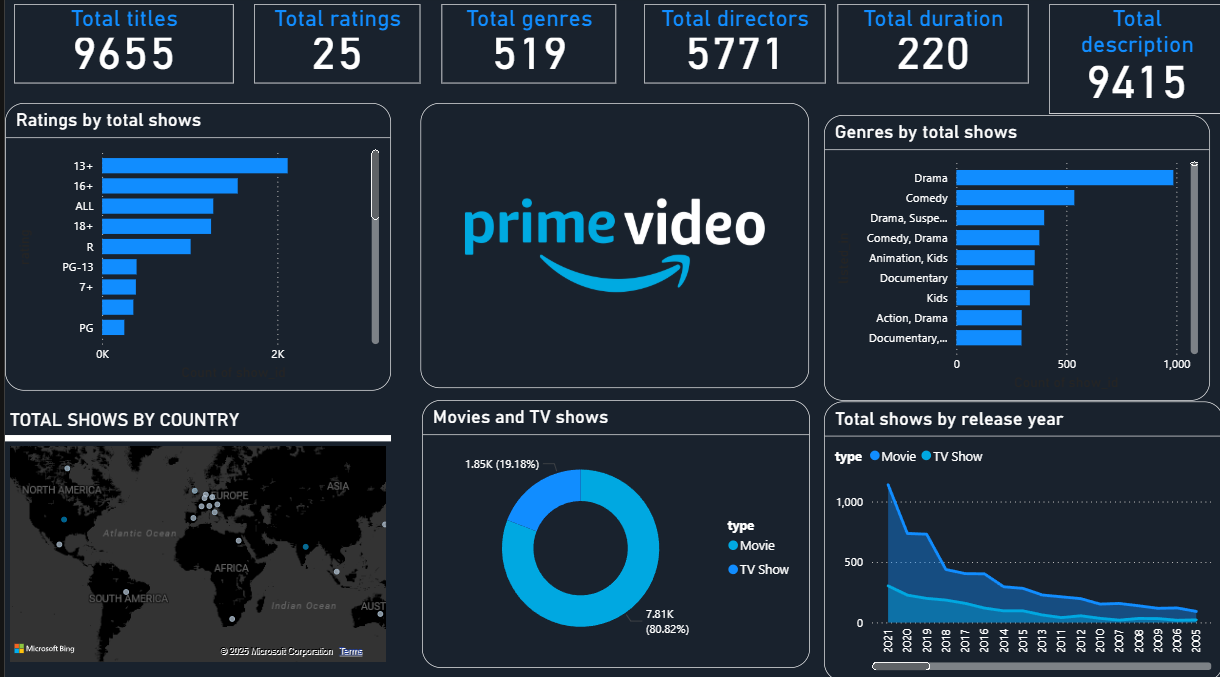 Total titles
9655
Total ratings
25
Total genres
519
Total directors
5771
Total duration
220
Total
description
9415
Ratings by total shows
13+
16+
ALL
18+
R
PG-13
7+
PG
0K
2K
prime video
Genres by total shows
Drama
Comedy
Drama, Suspe...
Comedy, Drama
Animation, Kids
Documentary
Kids
Action, Drama
Documentary,...
0
500
1,000
TOTAL SHOWS BY COUNTRY
NORTH AMERICA
EUROPE
ASIA
Atlantic Ocean
AFRICA
SOUTH AMERICA
Indian Ocean
AUST
Microsoft Bing
© 2025 Microsoft Corporation Terms
Movies and TV shows
1.85K (19.18%)
7.81K
(80.82%)
type
Movie
TV Show
Total shows by release year
type Movie TV Show
1,000
500
0
2021
2020
2019
2018
2017
2016
2014
2015
2013
2011
2012
2010
2007
2008
2009
2006
2005